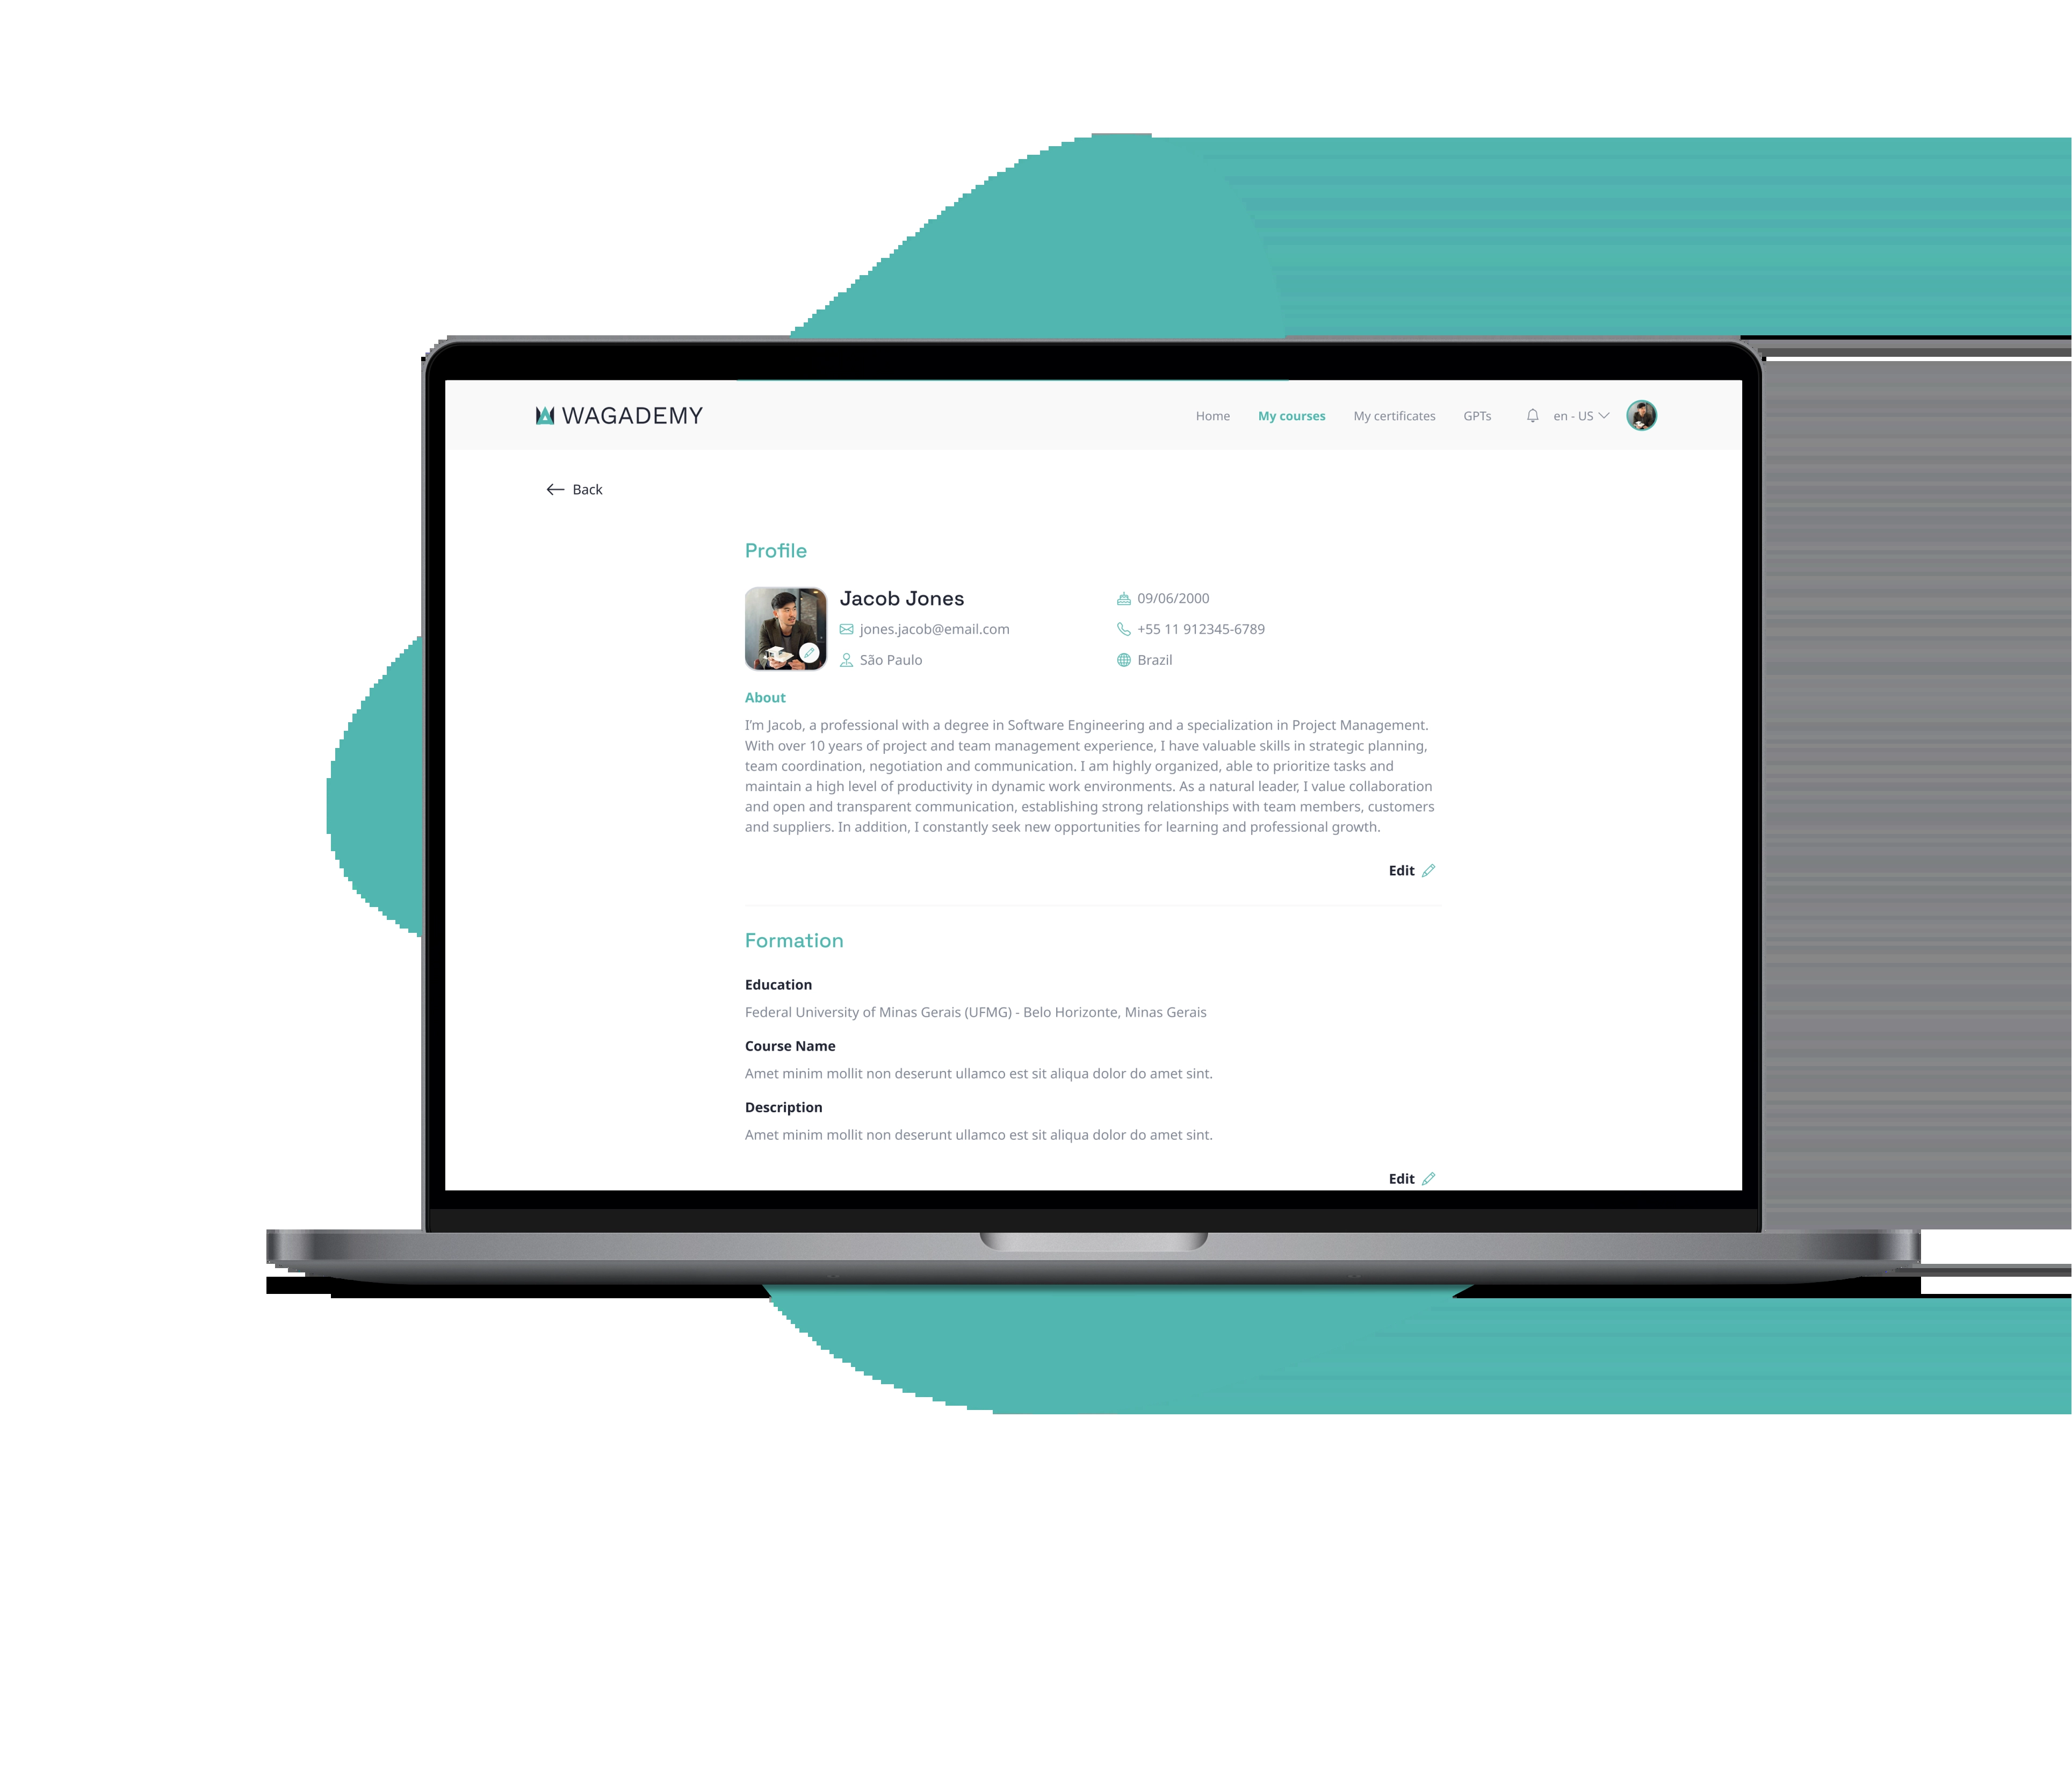 WAGADEMY
Home My courses My certificates GPTs en - US
Back
Profile
Jacob Jones
09/06/2000
jones.jacob@email.com
+55 11 912345-6789
São Paulo
Brazil
About
I’m Jacob, a professional with a degree in Software Engineering and a specialization in Project Management.
With over 10 years of project and team management experience, I have valuable skills in strategic planning,
team coordination, negotiation and communication. I am highly organized, able to prioritize tasks and
maintain a high level of productivity in dynamic work environments. As a natural leader, I value collaboration
and open and transparent communication, establishing strong relationships with team members, customers
and suppliers. In addition, I constantly seek new opportunities for learning and professional growth.
Edit
Formation
Education
Federal University of Minas Gerais (UFMG) - Belo Horizonte, Minas Gerais
Course Name
Amet minim mollit non deserunt ullamco est sit aliqua dolor do amet sint.
Description
Amet minim mollit non deserunt ullamco est sit aliqua dolor do amet sint.
Edit